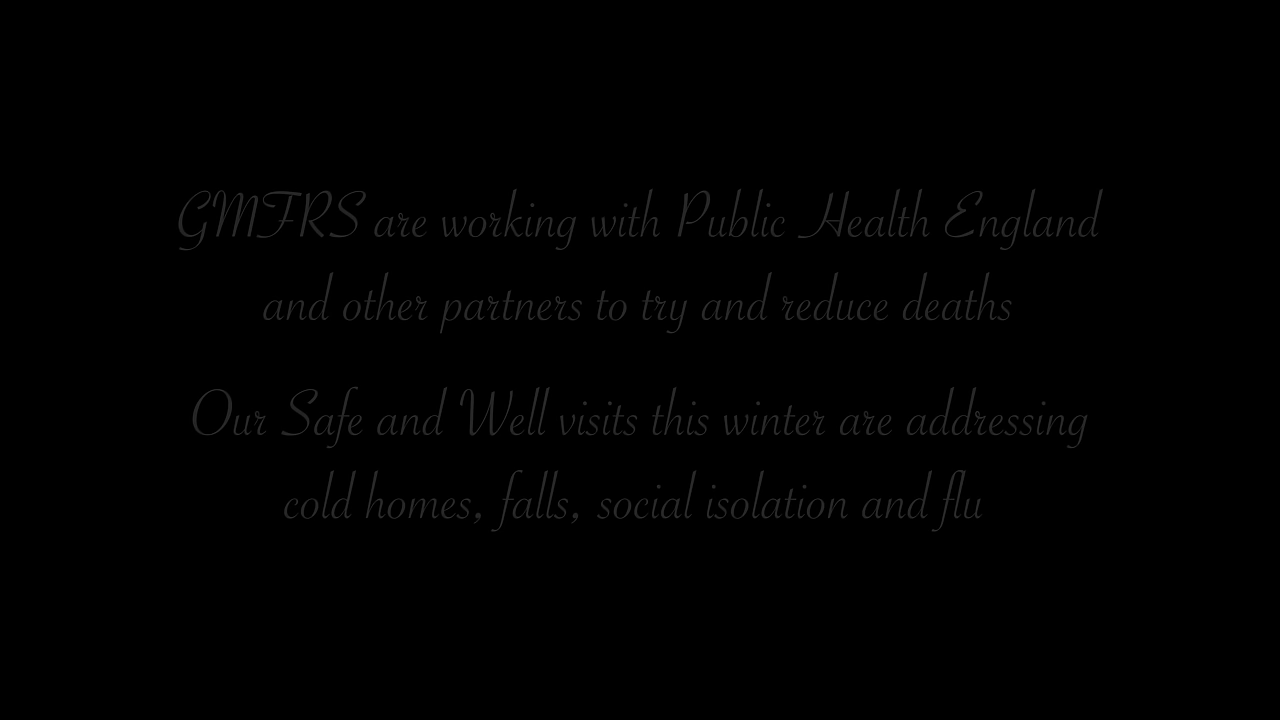 GMFRS are working with Public Health England
and other partners to try and reduce deaths
Our Safe and Well visits this winter are addressing
cold homes, falls, social isolation and flu